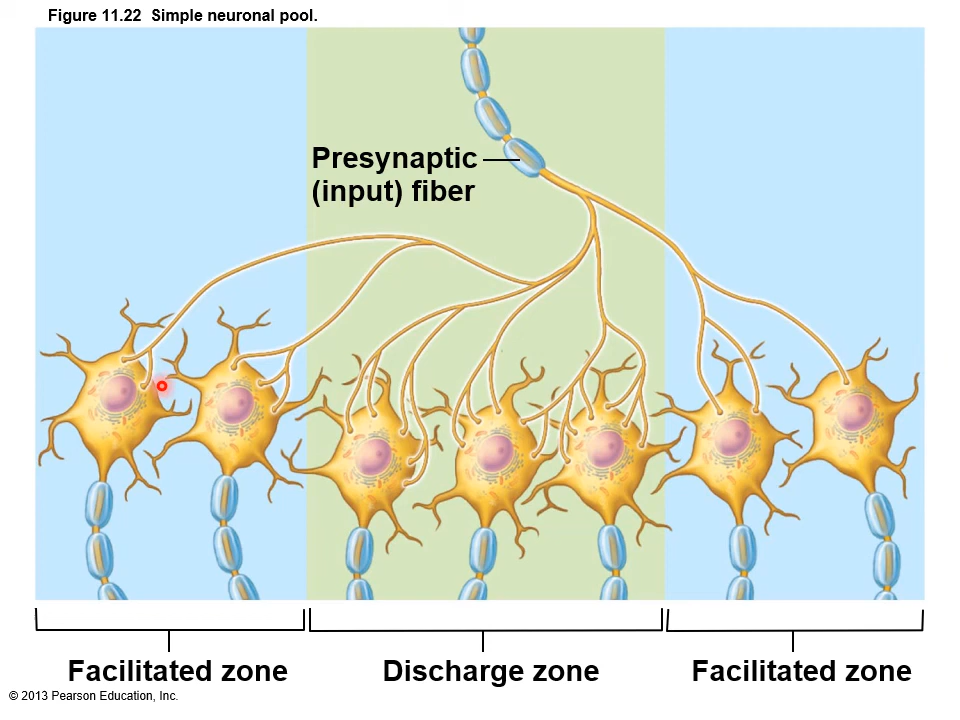 Figure 11.22 Simple neuronal pool.
Presynaptic
(input) fiber
Facilitated zone
Discharge zone
Facilitated zone
© 2013 Pearson Education, Inc.